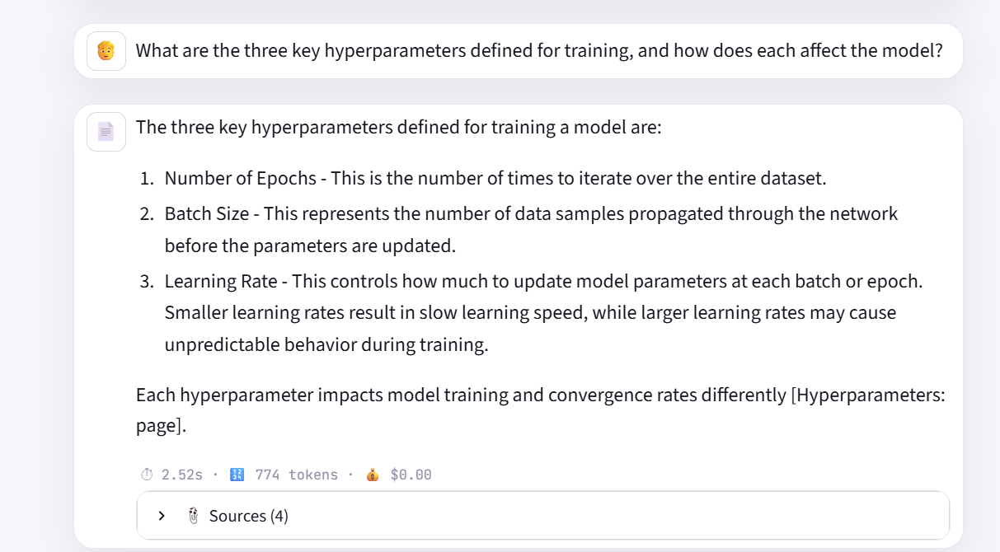 What are the three key hyperparameters defined for training, and how does each affect the model?
The three key hyperparameters defined for training a model are:
1. Number of Epochs - This is the number of times to iterate over the entire dataset.
2. Batch Size - This represents the number of data samples propagated through the network
before the parameters are updated.
3. Learning Rate - This controls how much to update model parameters at each batch or epoch.
Smaller learning rates result in slow learning speed, while larger learning rates may cause
unpredictable behavior during training.
Each hyperparameter impacts model training and convergence rates differently [Hyperparameters:
page].
⏱ 2.52s · 🔢 774 tokens · 💰 $0.00
Sources (4)